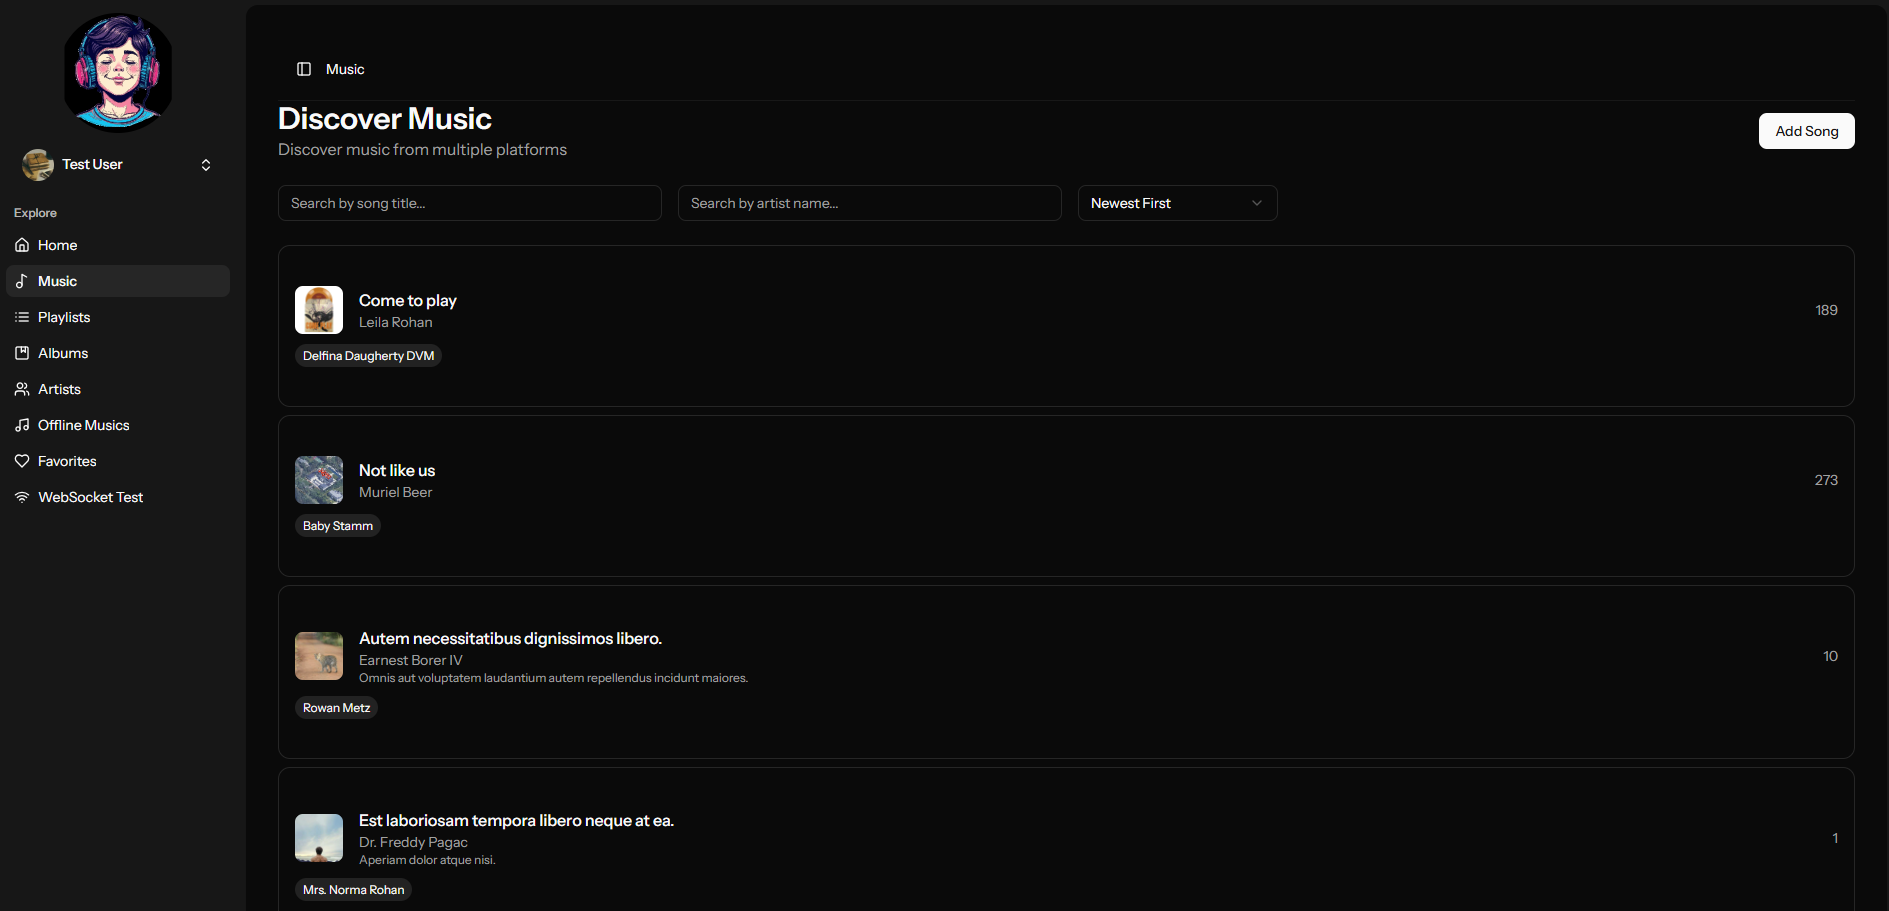 Test User
Explore
Home
Music
Playlists
Albums
Artists
Offline Musics
Favorites
WebSocket Test
Music
Discover Music
Discover music from multiple platforms
Add Song
Search by song title...
Search by artist name...
Newest First
Come to play
Leila Rohan
189
Delfina Daugherty DVM
Not like us
Muriel Beer
273
Baby Stamm
Autem necessitatibus dignissimos libero.
Earnest Borer IV
Omnis aut voluptatem laudantium autem repellendus incidunt maiores.
10
Rowan Metz
Est laboriosam tempora libero neque at ea.
Dr. Freddy Pagac
Aperiam dolor atque nisi.
1
Mrs. Norma Rohan